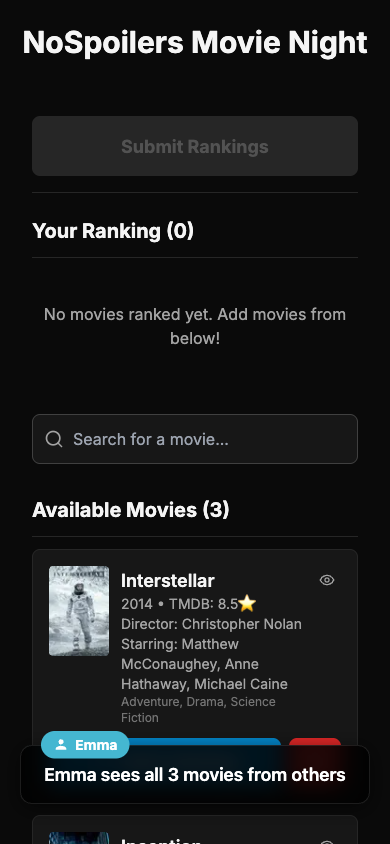 NoSpoilers Movie Night
Submit Rankings
Your Ranking (0)
No movies ranked yet. Add movies from
below!
Search for a movie...
Available Movies (3)
INTERSTELLAR
Interstellar
2014 • TMDB: 8.5⭐
Director: Christopher Nolan
Starring: Matthew
McConaughey, Anne
Hathaway, Michael Caine
Adventure, Drama, Science
Fiction
Emma
Emma sees all 3 movies from others
Inception